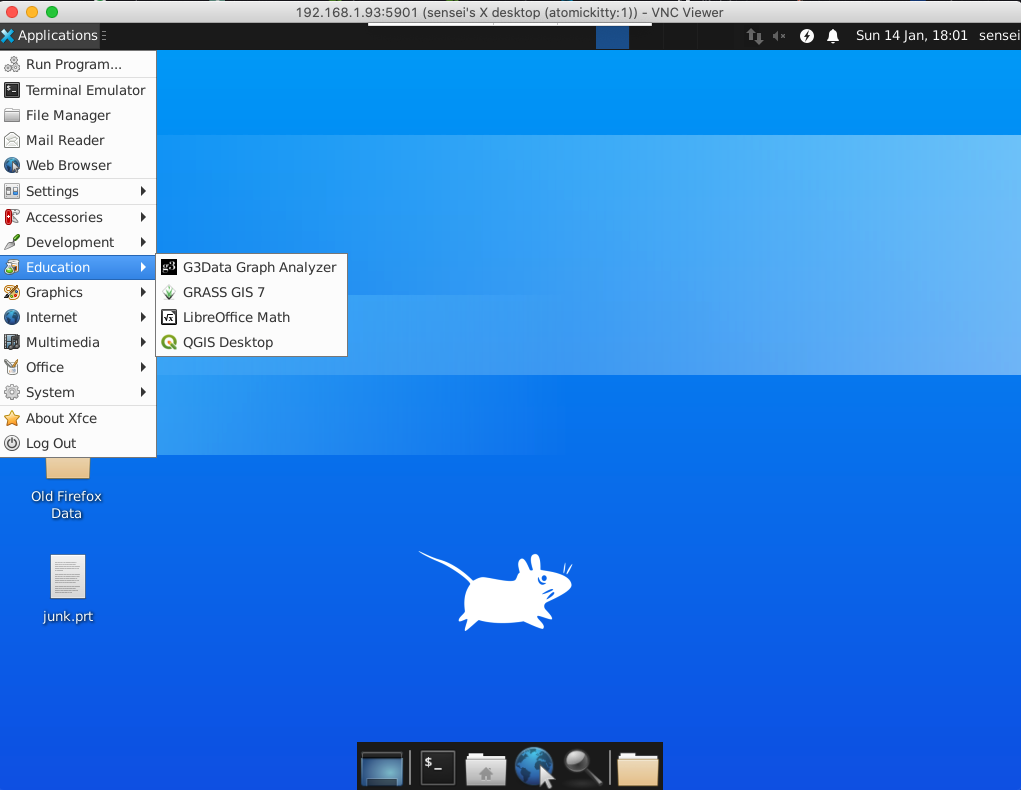 192.168.1.93:5901 (sensei's X desktop (atomickitty:1)) - VNC Viewer
Applications
Sun 14 Jan, 18:01 sensei
Run Program...
Terminal Emulator
File Manager
Mail Reader
Web Browser
Settings
Accessories
Development
Education
Graphics
Internet
Multimedia
Office
System
About Xfce
Log Out
G3Data Graph Analyzer
GRASS GIS 7
LibreOffice Math
QGIS Desktop
Old Firefox
Data
junk.prt